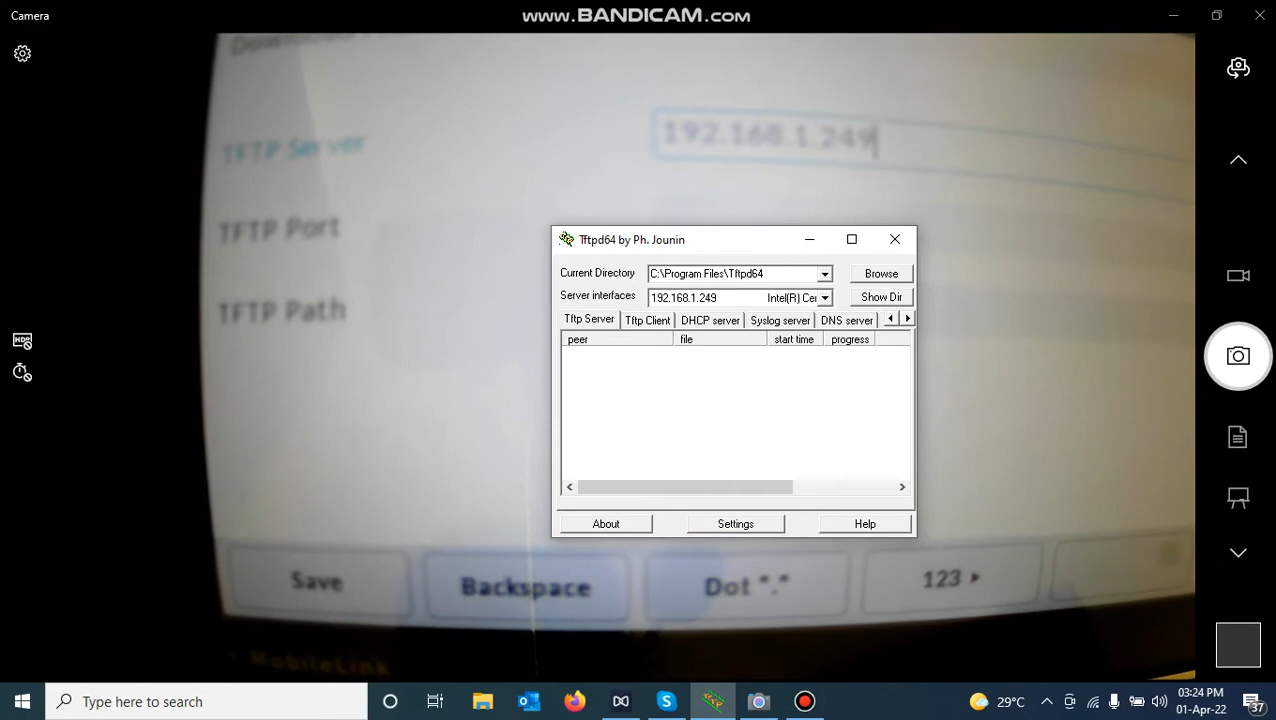 Camera
www.BANDICAM.com
TFTP Server
192.168.1.249
TFTP Port
TFTP Path
Tftpd64 by Ph. Jounin
Current Directory
C:\Program Files\Tftpd64
Browse
Server interfaces
192.168.1.249 Intel(R)
Show Dir
Tftp Server
Tftp Client
DHCP server
Syslog server
DNS server
peer
file
start time
progress
About
Settings
Help
Save
Backspace
Dot "."
123
MobileLink
Type here to search
29°C
03:24 PM
01-Apr-22
37